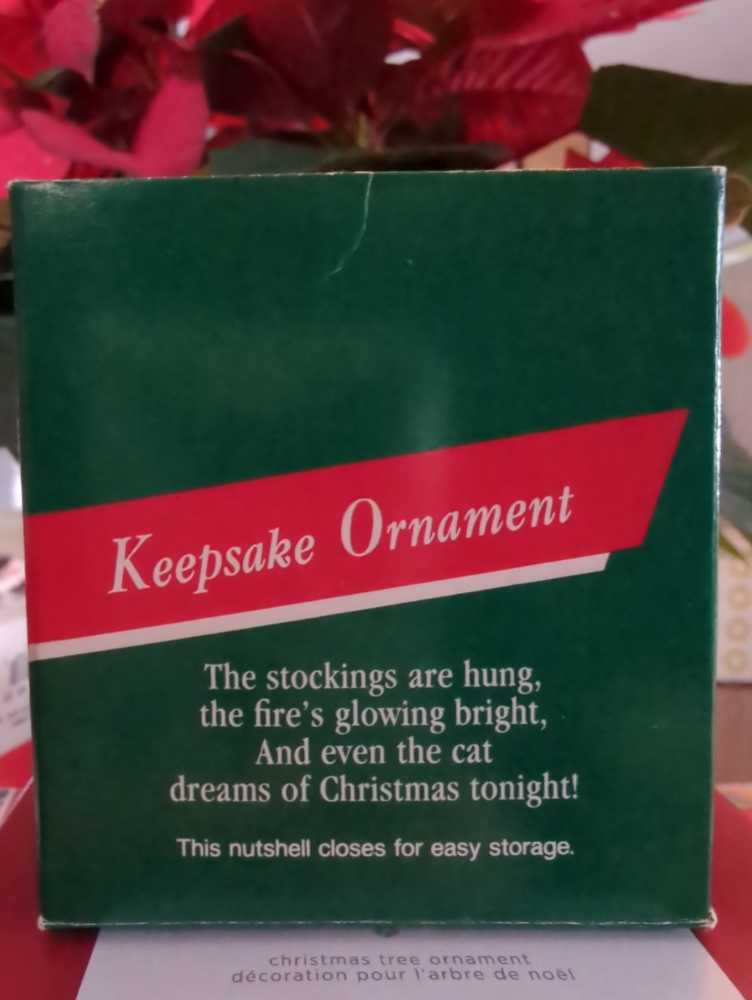 Keepsake Ornament
The stockings are hung,
the fire's glowing bright,
And even the cat
dreams of Christmas tonight!
This nutshell closes for easy storage.
christmas tree ornament
décoration pour l'arbre de noël